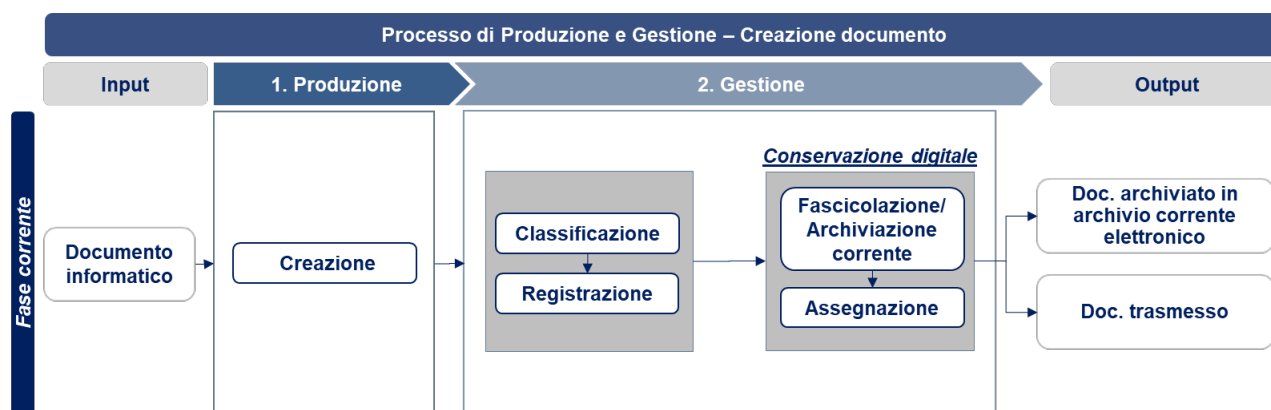 Processo di Produzione e Gestione – Creazione documento
Input
1. Produzione
2. Gestione
Output
Fase corrente
Documento
informatico
Creazione
Classificazione
Registrazione
Conservazione digitale
Fascicolazione/
Archiviazione
corrente
Assegnazione
Doc. archiviato in
archivio corrente
elettronico
Doc. trasmesso